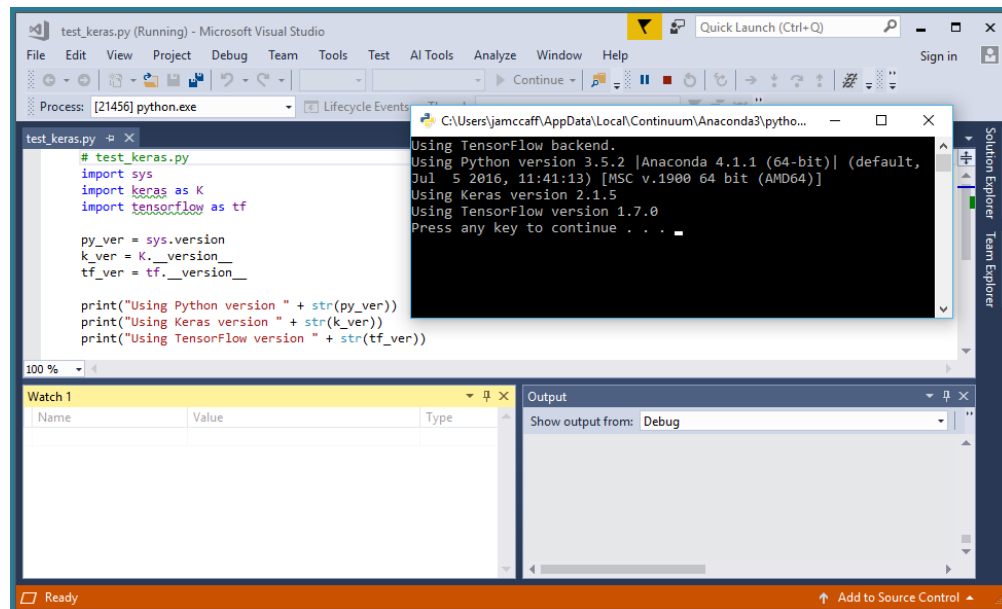 test_keras.py (Running) - Microsoft Visual Studio
Quick Launch (Ctrl+Q)
File Edit View Project Debug Team Tools Test AI Tools Analyze Window Help
Sign in
Continue
Process: [21456] python.exe
Lifecycle Events
C:\Users\jamccaff\AppData\Local\Continuum\Anaconda3\pytho...
Using TensorFlow backend.
Using Python version 3.5.2 |Anaconda 4.1.1 (64-bit)| (default,
Jul  5 2016, 11:41:13) [MSC v.1900 64 bit (AMD64)]
Using Keras version 2.1.5
Using TensorFlow version 1.7.0
Press any key to continue . . .
test_keras.py
# test_keras.py
import sys
import keras as K
import tensorflow as tf
py_ver = sys.version
k_ver = K.__version__
tf_ver = tf.__version__
print("Using Python version " + str(py_ver))
print("Using Keras version " + str(k_ver))
print("Using TensorFlow version " + str(tf_ver))
100 %
Solution Explorer
Team Explorer
Watch 1
Name Value Type
Output
Show output from: Debug
Ready
Add to Source Control